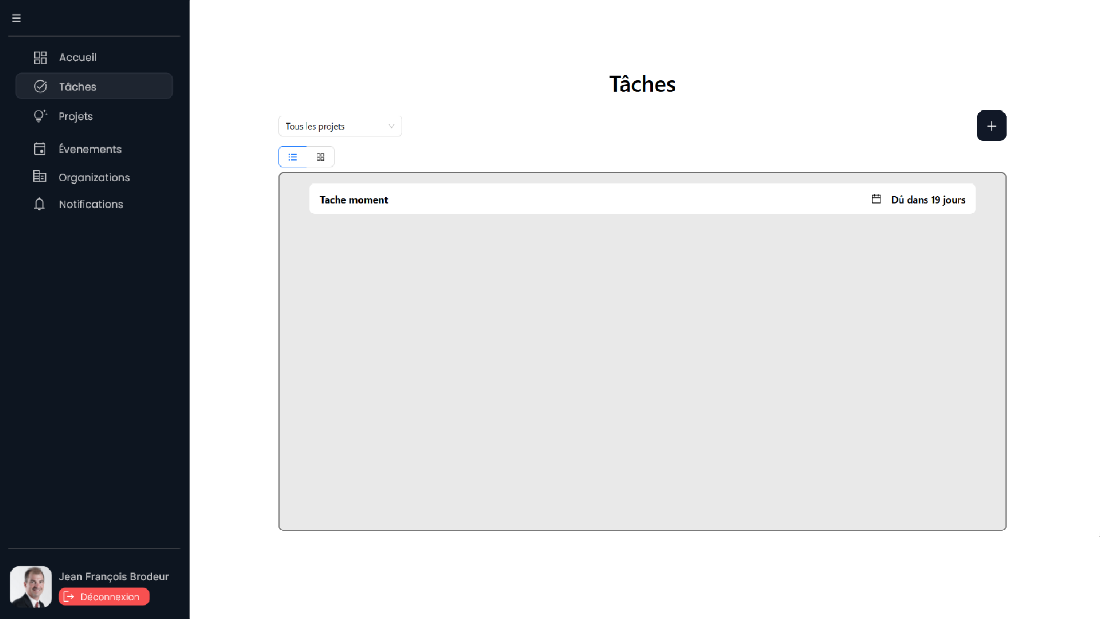 Accueil
Tâches
Projets
Évenements
Organizations
Notifications
Jean François Brodeur
Déconnexion
Tâches
Tous les projets
+
Tache moment
Dû dans 19 jours